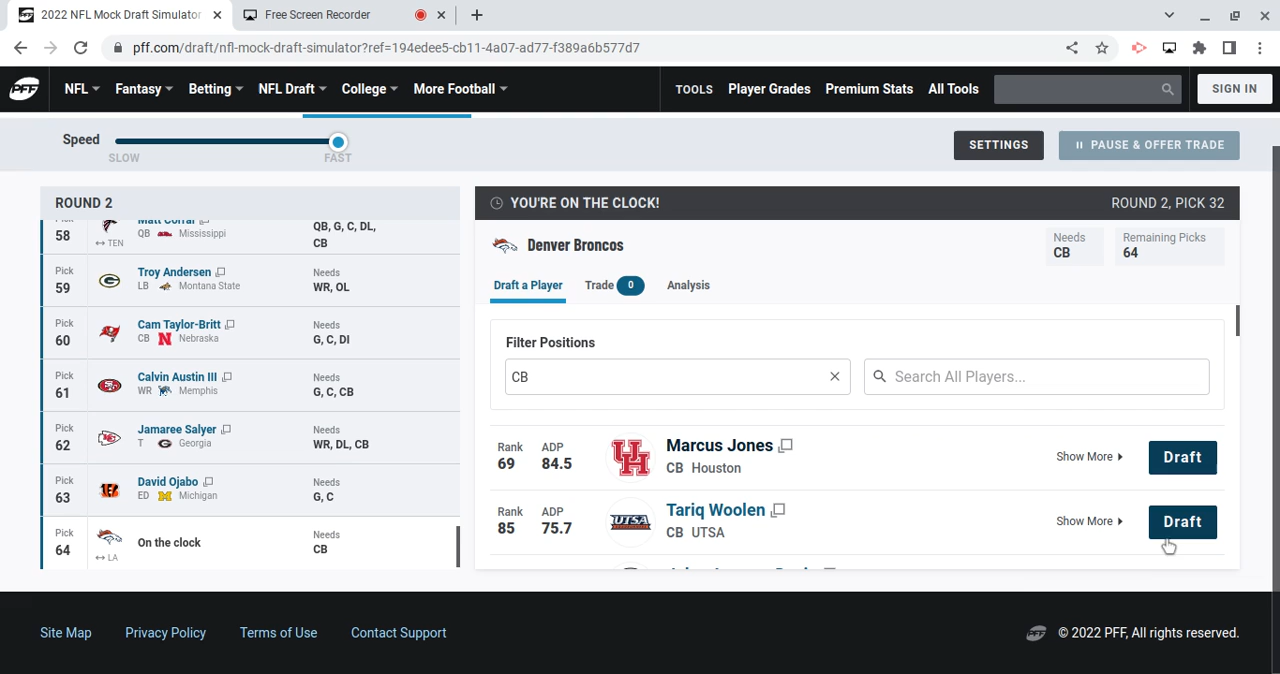 2022 NFL Mock Draft Simulator
Free Screen Recorder
pff.com/draft/nfl-mock-draft-simulator?ref=194edee5-cb11-4a07-ad77-f389a6b577d7
PFF NFL Fantasy Betting NFL Draft College More Football TOOLS Player Grades Premium Stats All Tools SIGN IN
Speed
SLOW FAST
SETTINGS
PAUSE & OFFER TRADE
ROUND 2
Pick
58
TEN
Matt Corral
QB Mississippi
QB, G, C, DL,
CB
Pick
59
Troy Andersen
LB Montana State
Needs
WR, OL
Pick
60
Cam Taylor-Britt
CB Nebraska
Needs
G, C, DI
Pick
61
Calvin Austin III
WR Memphis
Needs
G, C, CB
Pick
62
Jamaree Salyer
T Georgia
Needs
WR, DL, CB
Pick
63
David Ojabo
ED Michigan
Needs
G, C
Pick
64
LA
On the clock
Needs
CB
YOU'RE ON THE CLOCK! ROUND 2, PICK 32
Denver Broncos
Needs
CB
Remaining Picks
64
Draft a Player Trade 0 Analysis
Filter Positions
CB
Search All Players...
Rank
69
ADP
84.5
Marcus Jones
CB Houston
Show More
Draft
Rank
85
ADP
75.7
UTSA
Tariq Woolen
CB UTSA
Show More
Draft
Site Map Privacy Policy Terms of Use Contact Support
PFF © 2022 PFF, All rights reserved.